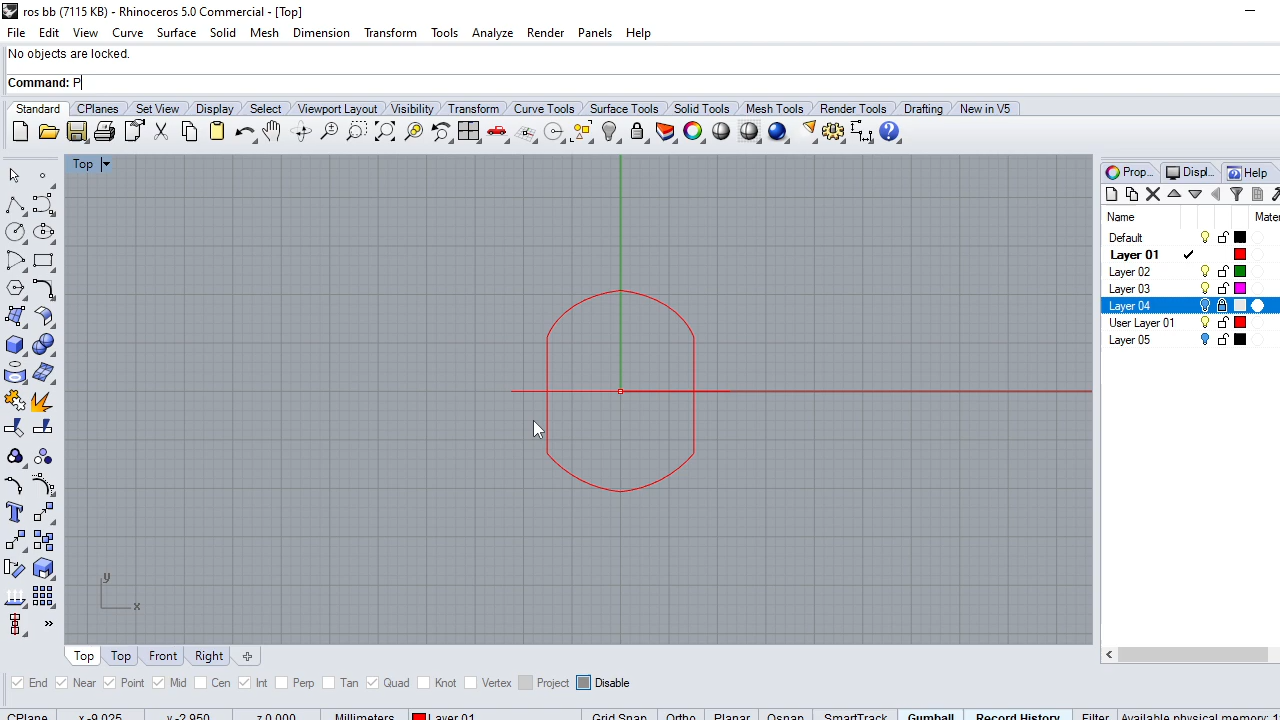 ros bb (7115 KB) - Rhinoceros 5.0 Commercial - [Top]
File Edit View Curve Surface Solid Mesh Dimension Transform Tools Analyze Render Panels Help
No objects are locked.
Command: P
Standard CPlanes Set View Display Select Viewport Layout Visibility Transform Curve Tools Surface Tools Solid Tools Mesh Tools Render Tools Drafting New in V5
Top
Prop... Displ... Help
Name Mater
Default
Layer 01
Layer 02
Layer 03
Layer 04
User Layer 01
Layer 05
y
x
Top Top Front Right
End Near Point Mid Cen Int Perp Tan Quad Knot Vertex Project Disable
CPlane x -9.025 y -2.950 z 0.000 Millimeters Layer 01 Grid Snap Ortho Planar Osnap SmartTrack Gumball Record History Filter Available physical memory: